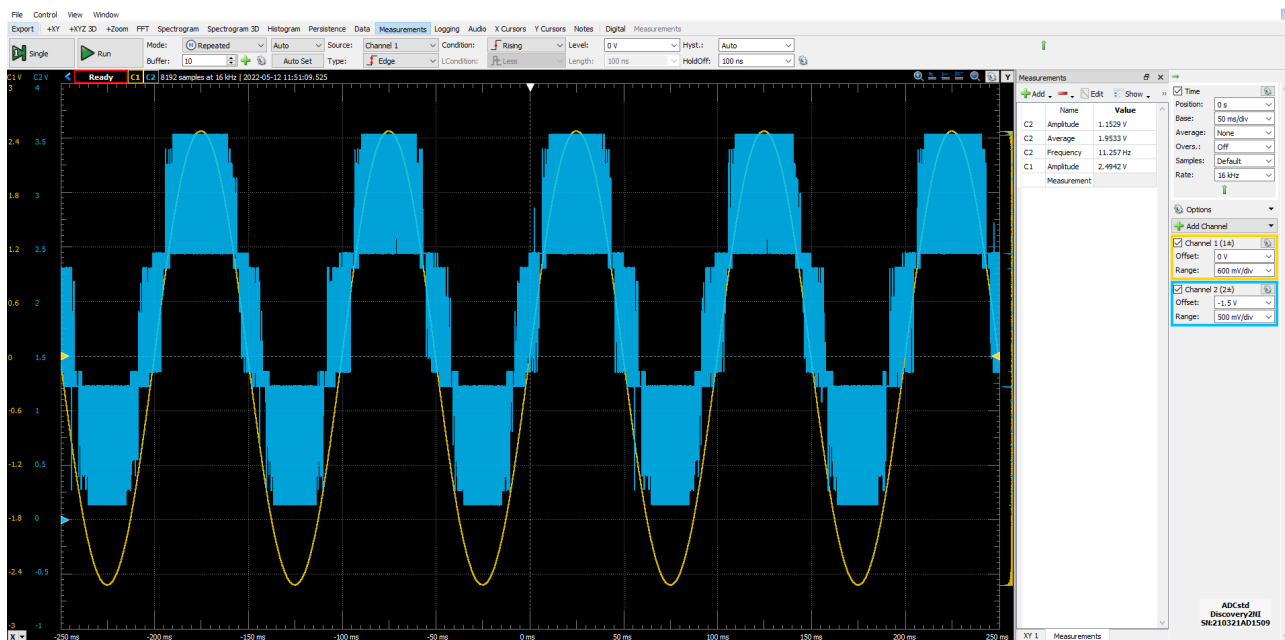 File Control View Window
Export +XY +XYZ 3D +Zoom FFT Spectrogram Spectrogram 3D Histogram Persistence Data Measurements Logging Audio X Cursors Y Cursors Notes Digital Measurements
Single Run Mode: Repeated Auto Source: Channel 1 Condition: Rising Level: 0 V Hyst.: Auto
Buffer: 10 Auto Set Type: Edge LCondition: Less Length: 100 ns HoldOff: 100 ns
C1 V C2 V Ready C1 C2 8192 samples at 16 kHz | 2022-05-12 11:51:09.525 Y
3 4
2.4 3.5
1.8 3
1.2 2.5
0.6 2
0 1.5
-0.6 1
-1.2 0.5
-1.8 0
-2.4 -0.5
-3 -1
X -250 ms -200 ms -150 ms -100 ms -50 ms 0 ms 50 ms 100 ms 150 ms 200 ms 250 ms
Measurements
Add Edit Show »
Name Value
C2 Amplitude 1.1529 V
C2 Average 1.9533 V
C2 Frequency 11.257 Hz
C1 Amplitude 2.4942 V
Measurement
XY 1 Measurements
Time
Position: 0 s
Base: 50 ms/div
Average: None
Overs.: Off
Samples: Default
Rate: 16 kHz
Options
Add Channel
Channel 1 (1±)
Offset: 0 V
Range: 600 mV/div
Channel 2 (2±)
Offset: -1.5 V
Range: 500 mV/div
ADCstd
Discovery2NI
SN:210321AD1509